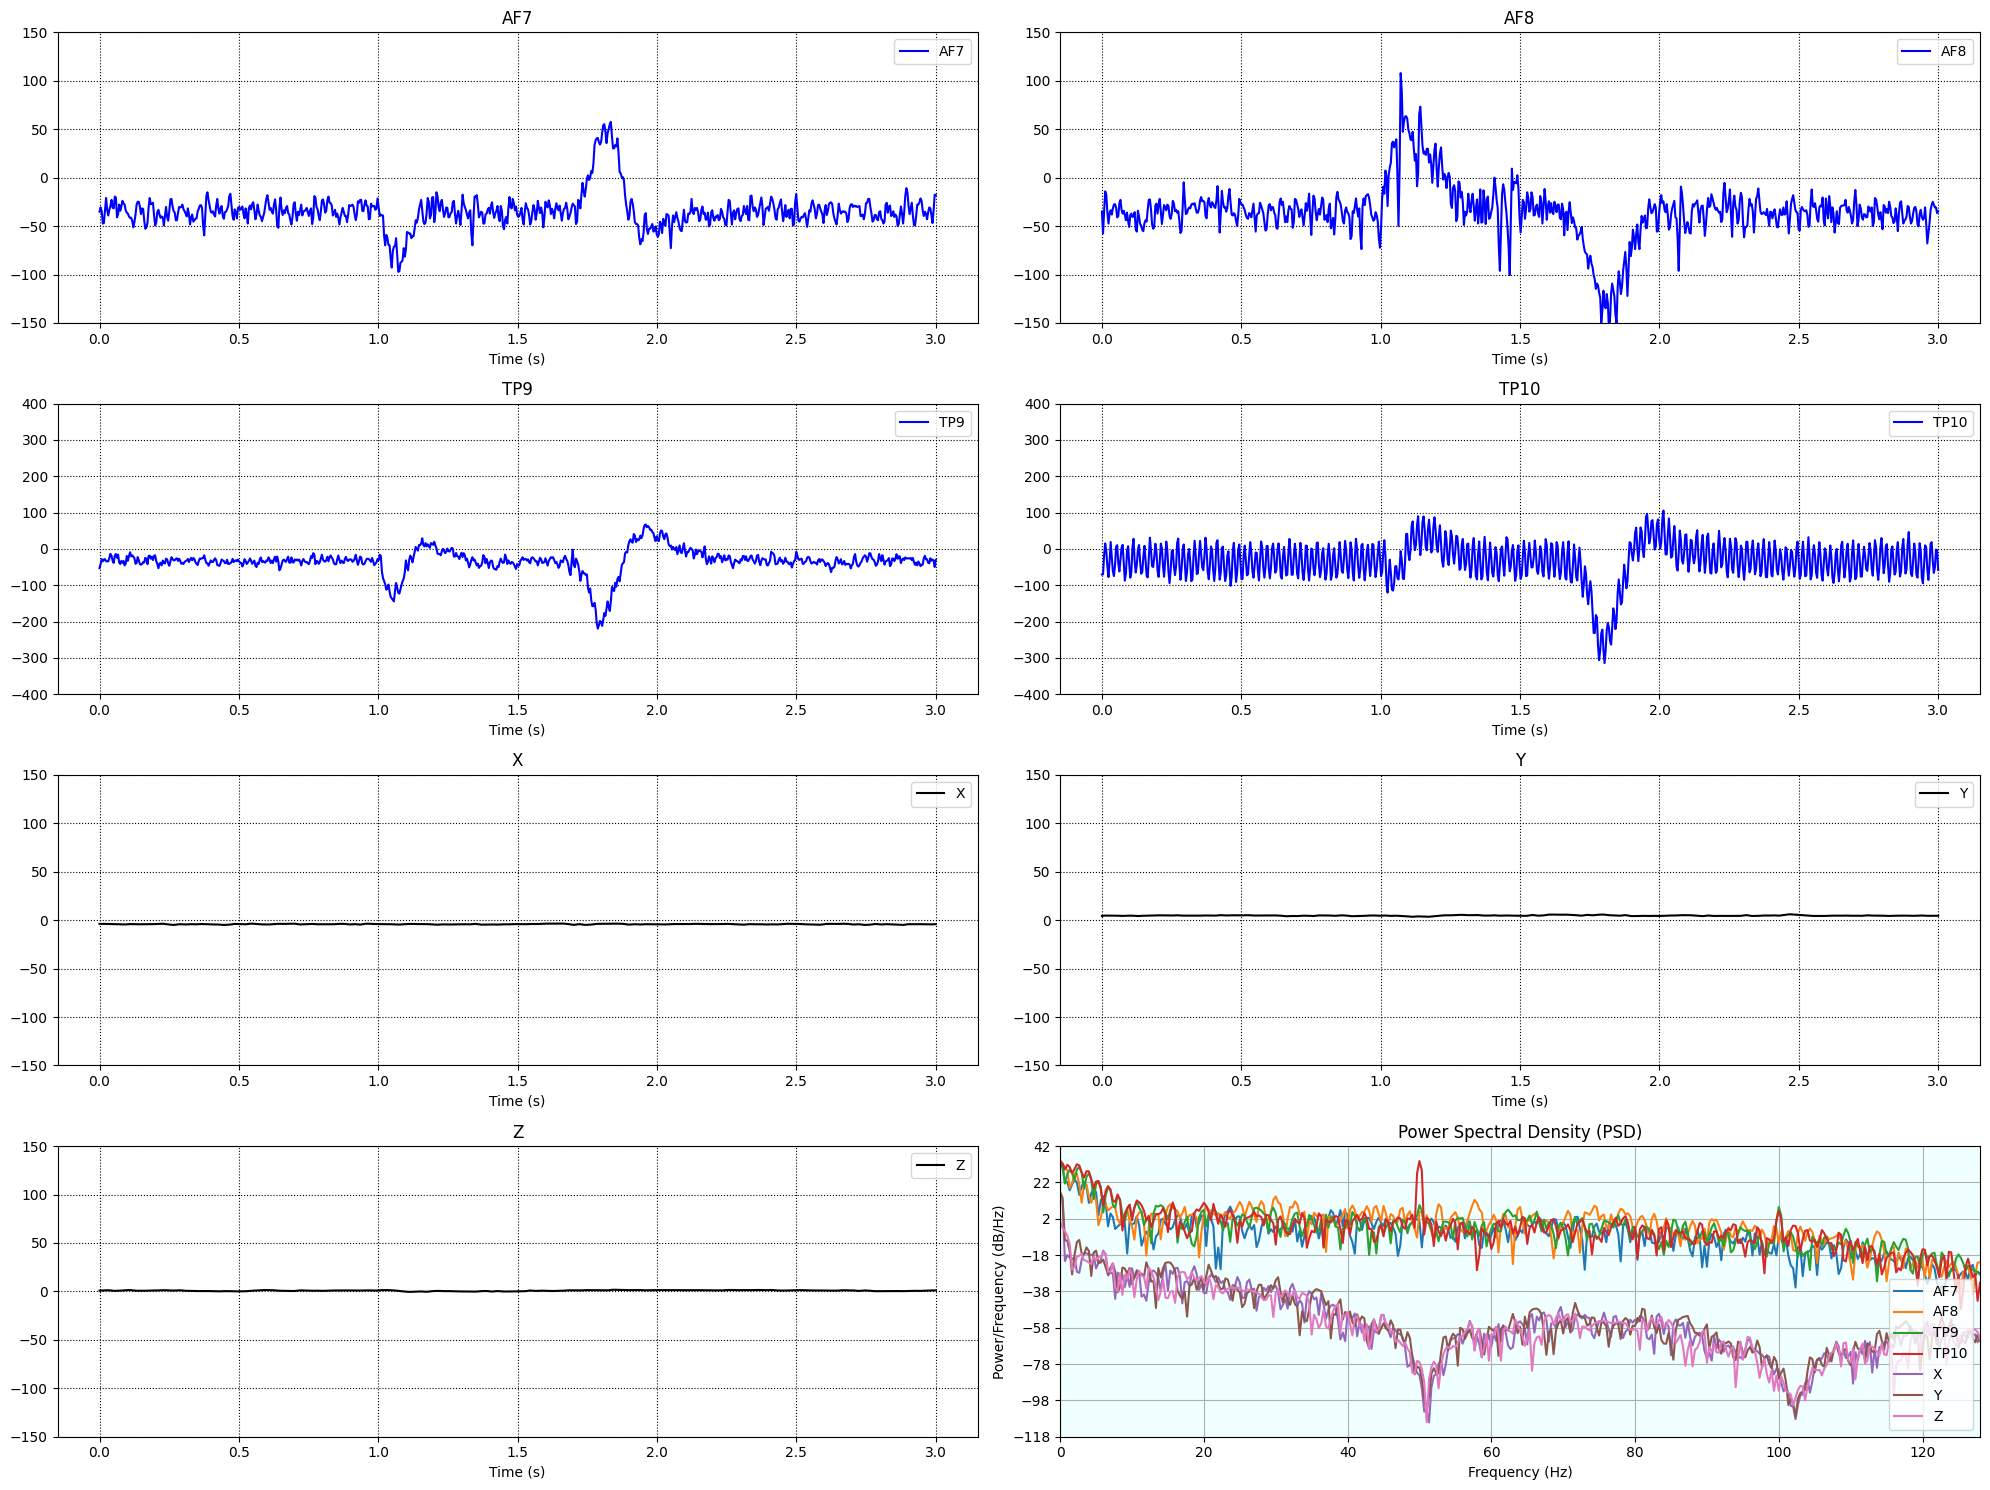 AF7
150
100
50
0
−50
−100
−150
AF7
0.0 0.5 1.0 1.5 2.0 2.5 3.0
Time (s)
AF8
150
100
50
0
−50
−100
−150
AF8
0.0 0.5 1.0 1.5 2.0 2.5 3.0
Time (s)
TP9
400
300
200
100
0
−100
−200
−300
−400
TP9
0.0 0.5 1.0 1.5 2.0 2.5 3.0
Time (s)
TP10
400
300
200
100
0
−100
−200
−300
−400
TP10
0.0 0.5 1.0 1.5 2.0 2.5 3.0
Time (s)
X
150
100
50
0
−50
−100
−150
X
0.0 0.5 1.0 1.5 2.0 2.5 3.0
Time (s)
Y
150
100
50
0
−50
−100
−150
Y
0.0 0.5 1.0 1.5 2.0 2.5 3.0
Time (s)
Z
150
100
50
0
−50
−100
−150
Z
0.0 0.5 1.0 1.5 2.0 2.5 3.0
Time (s)
Power Spectral Density (PSD)
Power/Frequency (dB/Hz)
42
22
2
−18
−38
−58
−78
−98
−118
AF7
AF8
TP9
TP10
X
Y
Z
0 20 40 60 80 100 120
Frequency (Hz)